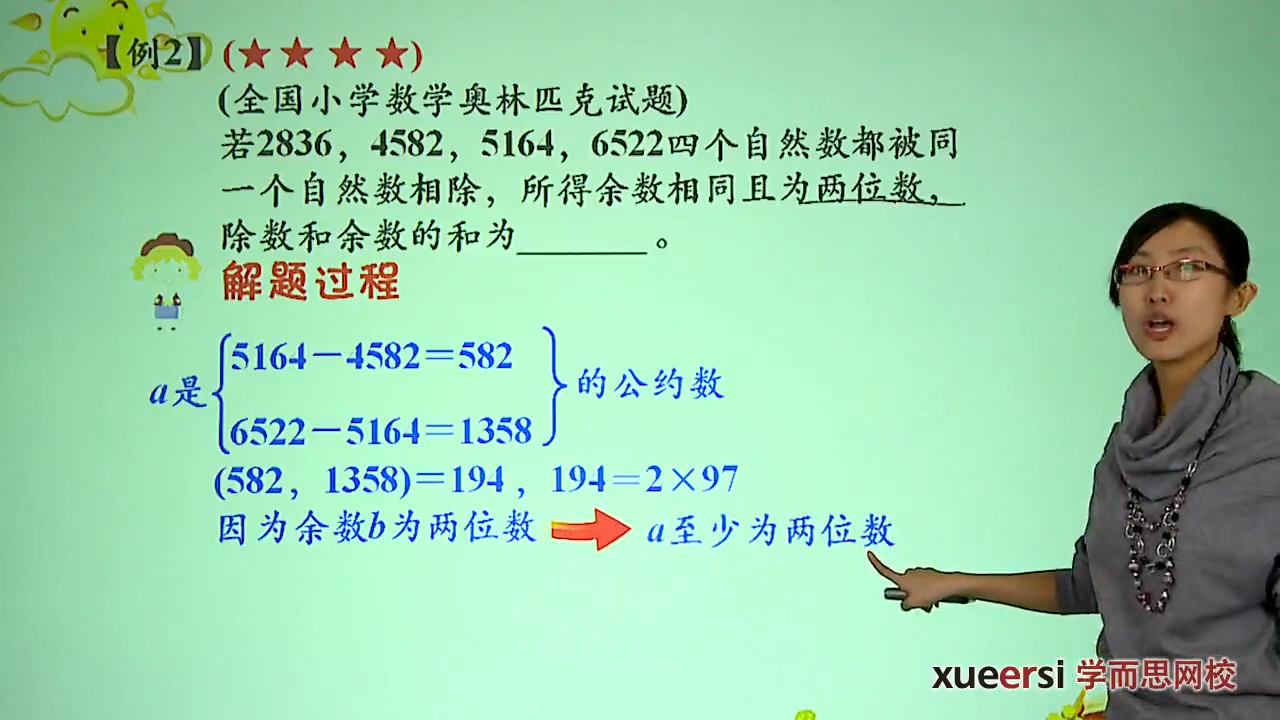 【例2】(★★★★)
(全国小学数学奥林匹克试题)
若2836，4582，5164，6522四个自然数都被同
一个自然数相除，所得余数相同且为两位数，
除数和余数的和为______。
解题过程
5164－4582＝582
a是 的公约数
6522－5164＝1358
(582，1358)＝194，194＝2×97
因为余数b为两位数 a至少为两位数
xueersi 学而思网校